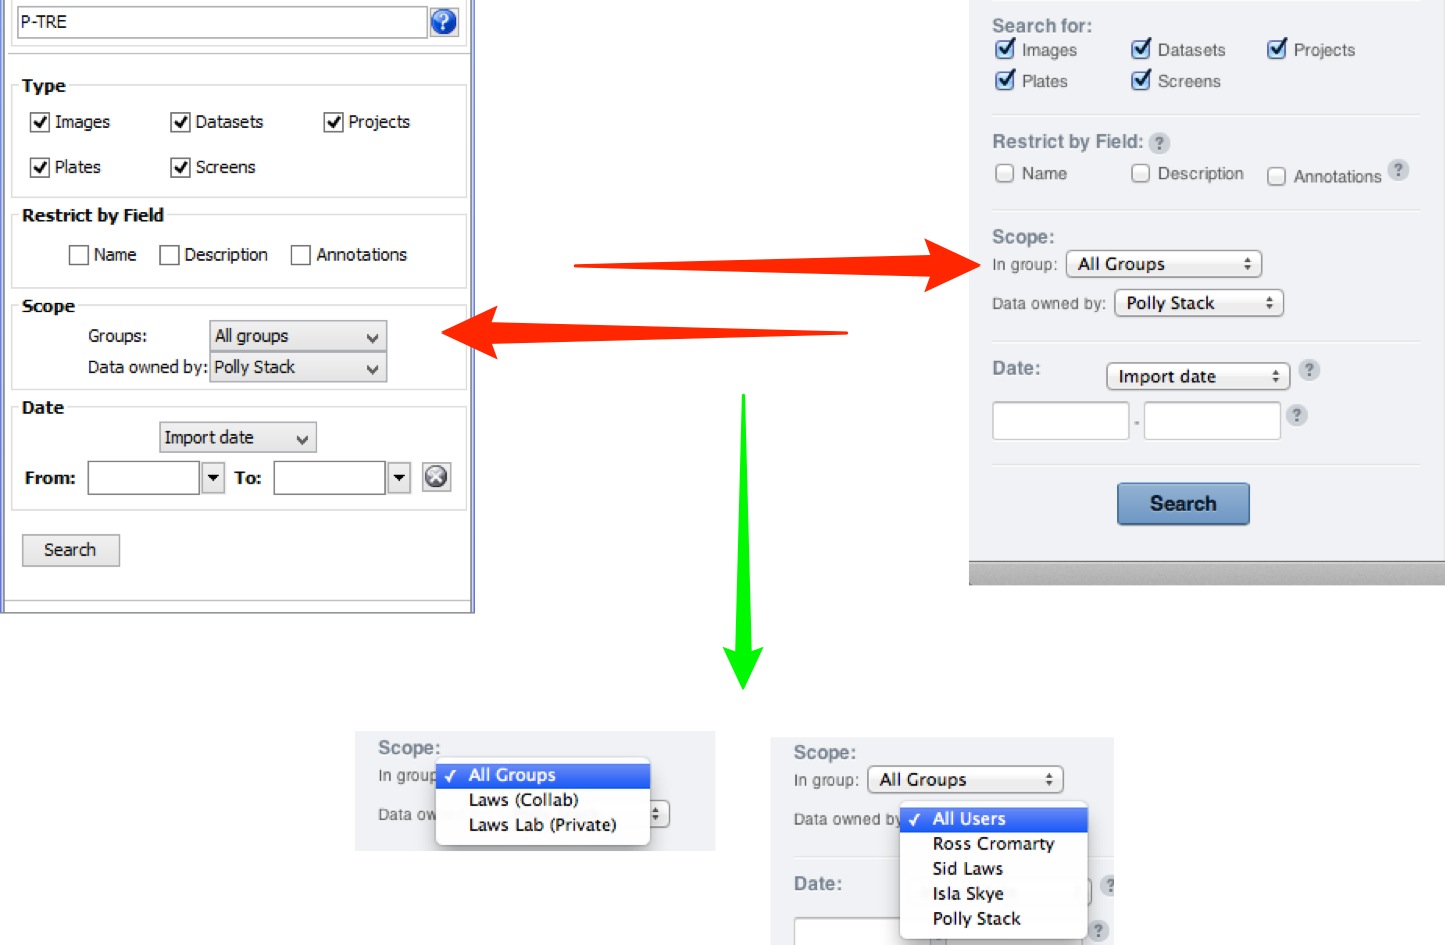 P-TRE ?
Type
Images Datasets Projects
Plates Screens
Restrict by Field
Name Description Annotations
Scope
Groups: All groups
Data owned by: Polly Stack
Date
Import date
From: To:
Search
Search for:
Images Datasets Projects
Plates Screens
Restrict by Field: ?
Name Description Annotations ?
Scope:
In group: All Groups
Data owned by: Polly Stack
Date: Import date ?
- ?
Search
Scope:
In group All Groups
Laws (Collab)
Data ow
Laws Lab (Private)
Scope:
In group: All Groups
Data owned by All Users
Ross Cromarty
Sid Laws
Date: Isla Skye ?
Polly Stack ?